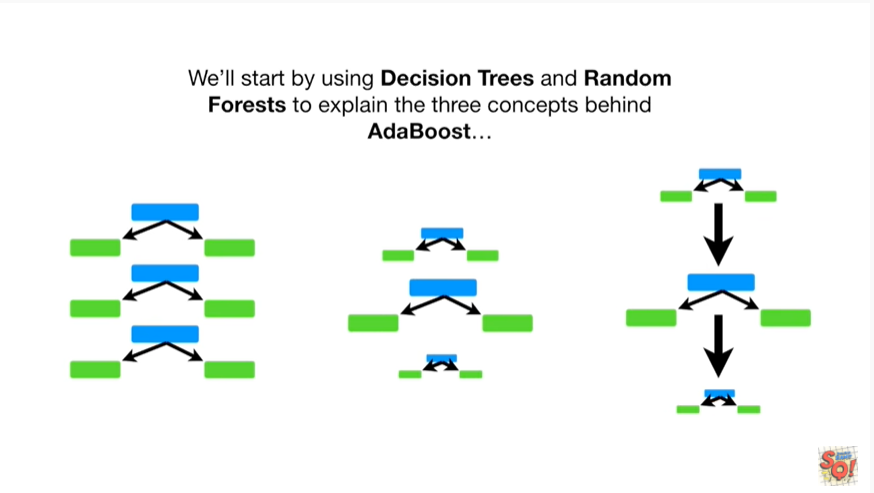 We'll start by using Decision Trees and Random
Forests to explain the three concepts behind
AdaBoost…